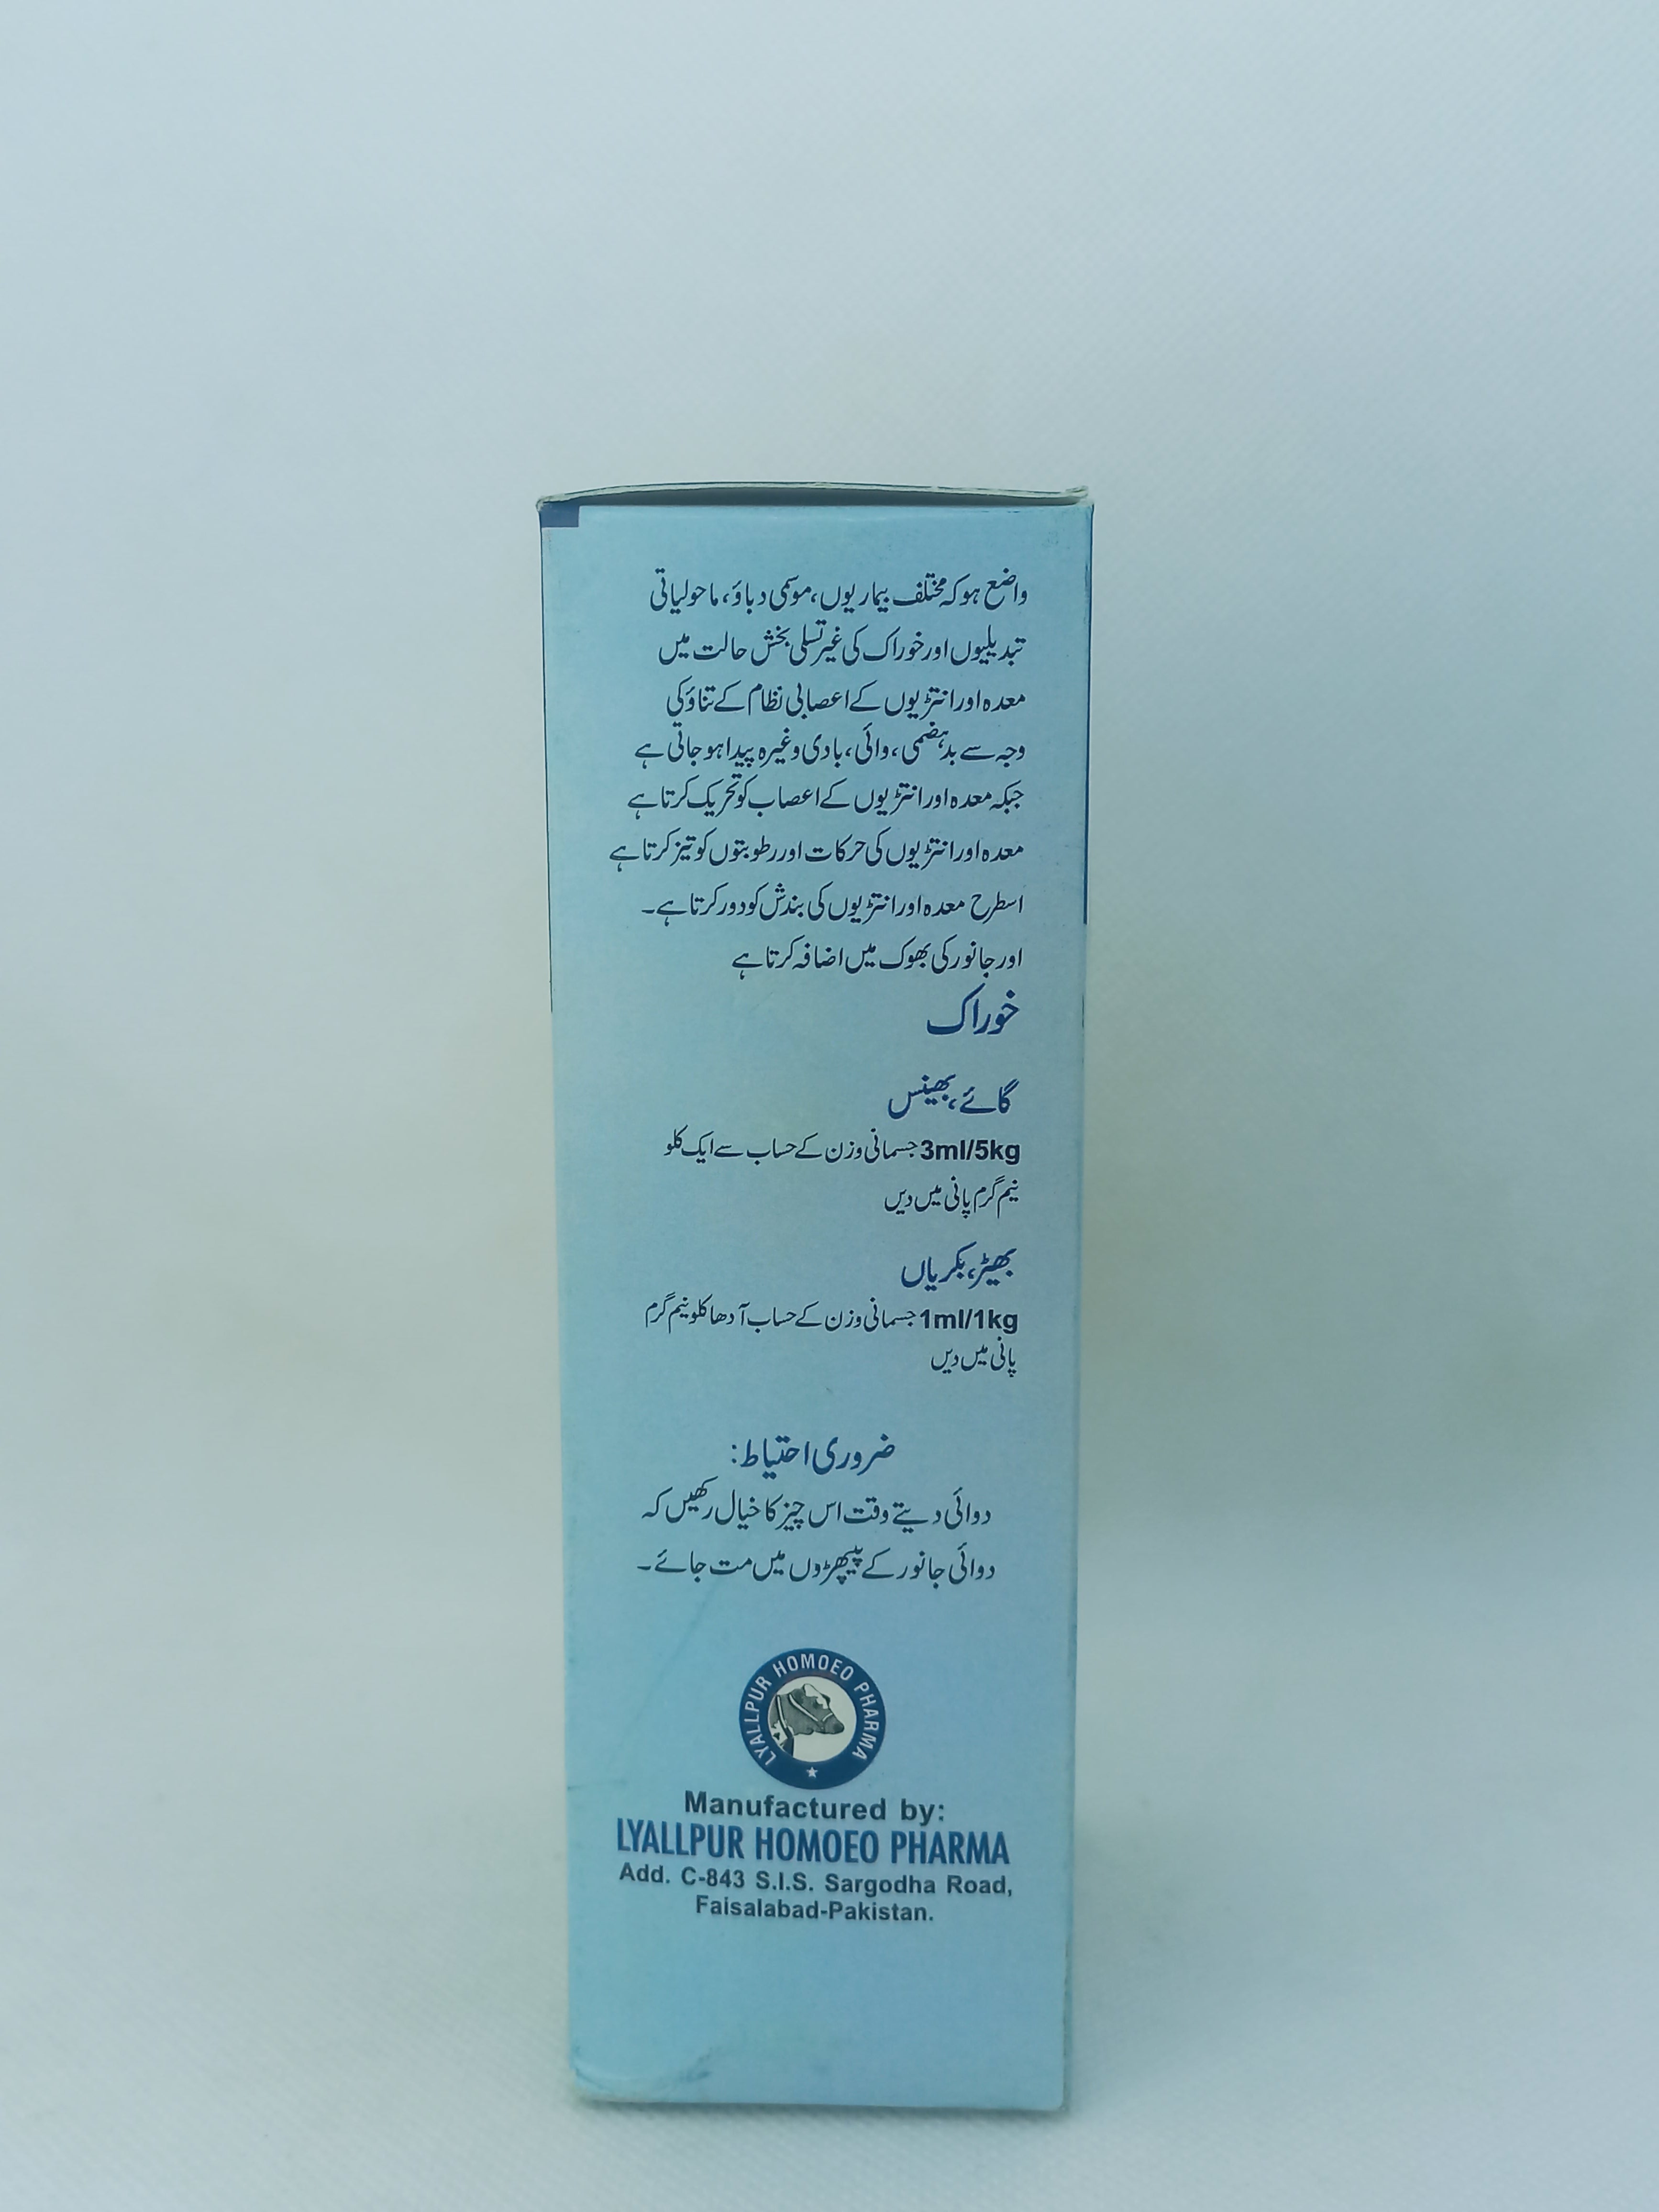 واضع ہوکہ مختلف بیماریوں، موسمی دباؤ، ماحولیاتی
تبدیلیوں اور خوراک کی غیر تسلی بخش حالت میں
معدہ اور انتڑیوں کے اعصابی نظام کے تناؤ کی
وجہ سے بدہضمی، وائی، بادی وغیرہ پیدا ہو جاتی ہے
جبکہ معدہ اور انتڑیوں کے اعصاب کو تحریک کرتا ہے
معدہ اور انتڑیوں کی حرکات اور رطوبتوں کو تیز کرتا ہے
اسطرح معدہ اور انتڑیوں کی بندش کو دور کرتا ہے۔
اور جانور کی بھوک میں اضافہ کرتا ہے
خوراک
گائے، بھینس
3ml/5kg جسمانی وزن کے حساب سے ایک کلو
نیم گرم پانی میں دیں
بھیڑ، بکریاں
1ml/1kg جسمانی وزن کے حساب آدھا کلو نیم گرم
پانی میں دیں
ضروری احتیاط:
دوائی دیتے وقت اس چیز کا خیال رکھیں کہ
دوائی جانور کے پھیپھڑوں میں مت جائے۔
LYALLPUR HOMOEO PHARMA
Manufactured by:
LYALLPUR HOMOEO PHARMA
Add. C-843 S.I.S. Sargodha Road,
Faisalabad-Pakistan.